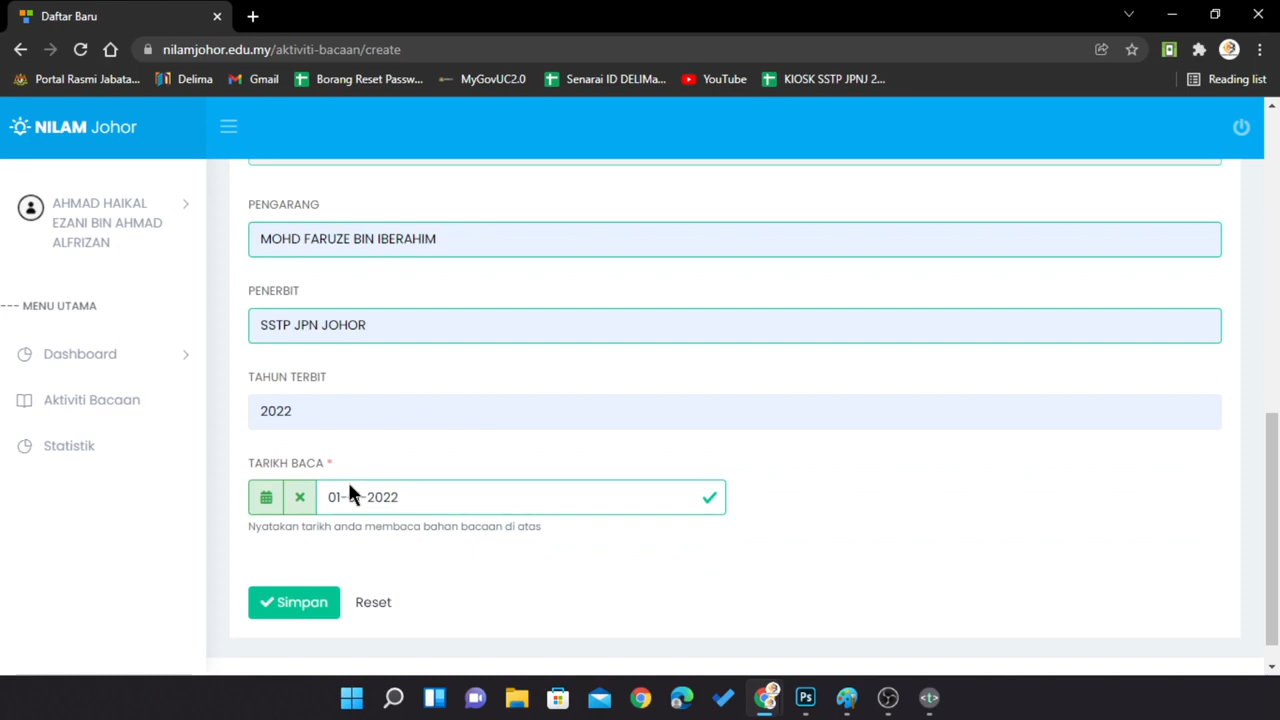 Daftar Baru
nilamjohor.edu.my/aktiviti-bacaan/create
Portal Rasmi Jabata... Delima Gmail Borang Reset Passw... MyGovUC2.0 Senarai ID DELIMa... YouTube KIOSK SSTP JPNJ 2... Reading list
NILAM Johor
AHMAD HAIKAL
EZANI BIN AHMAD
ALFRIZAN
--- MENU UTAMA
Dashboard
Aktiviti Bacaan
Statistik
PENGARANG
MOHD FARUZE BIN IBERAHIM
PENERBIT
SSTP JPN JOHOR
TAHUN TERBIT
2022
TARIKH BACA *
Nyatakan tarikh anda membaca bahan bacaan di atas
Simpan Reset
Ps